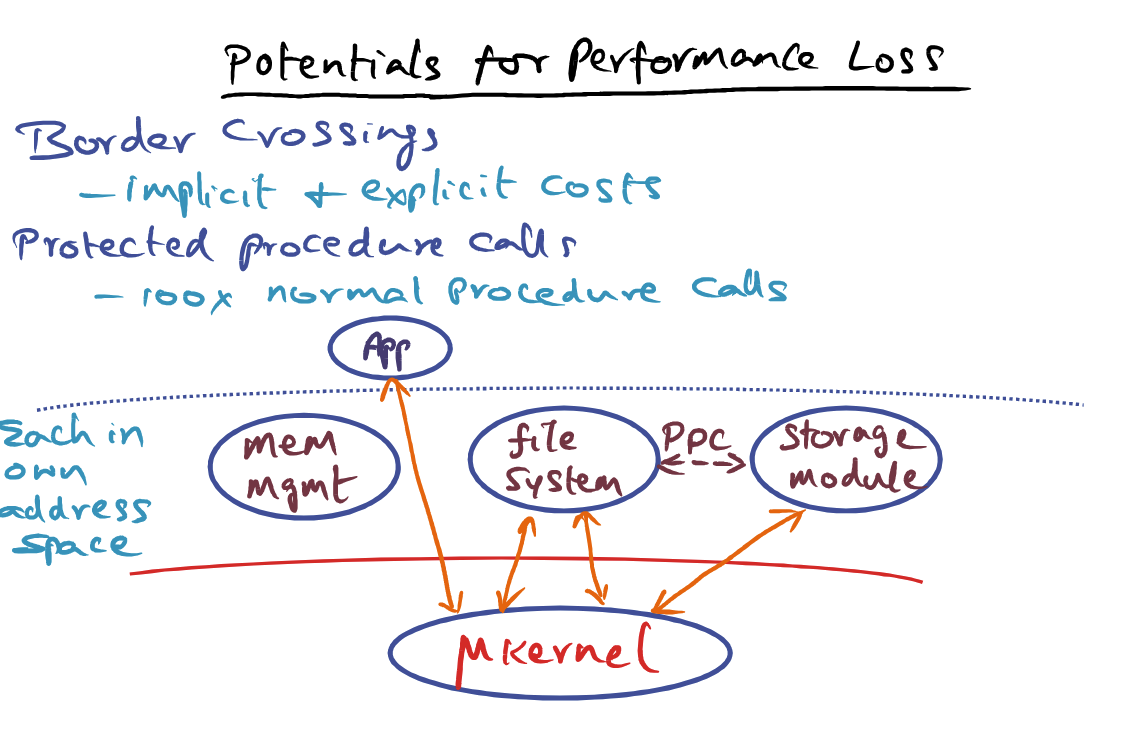 Potentials for Performance Loss
Border Crossings
- implicit + explicit costs
Protected procedure calls
- 100x normal procedure calls
App
Each in
own
address
space
mem
mgmt
file
system
PPC
storage
module
μkernel